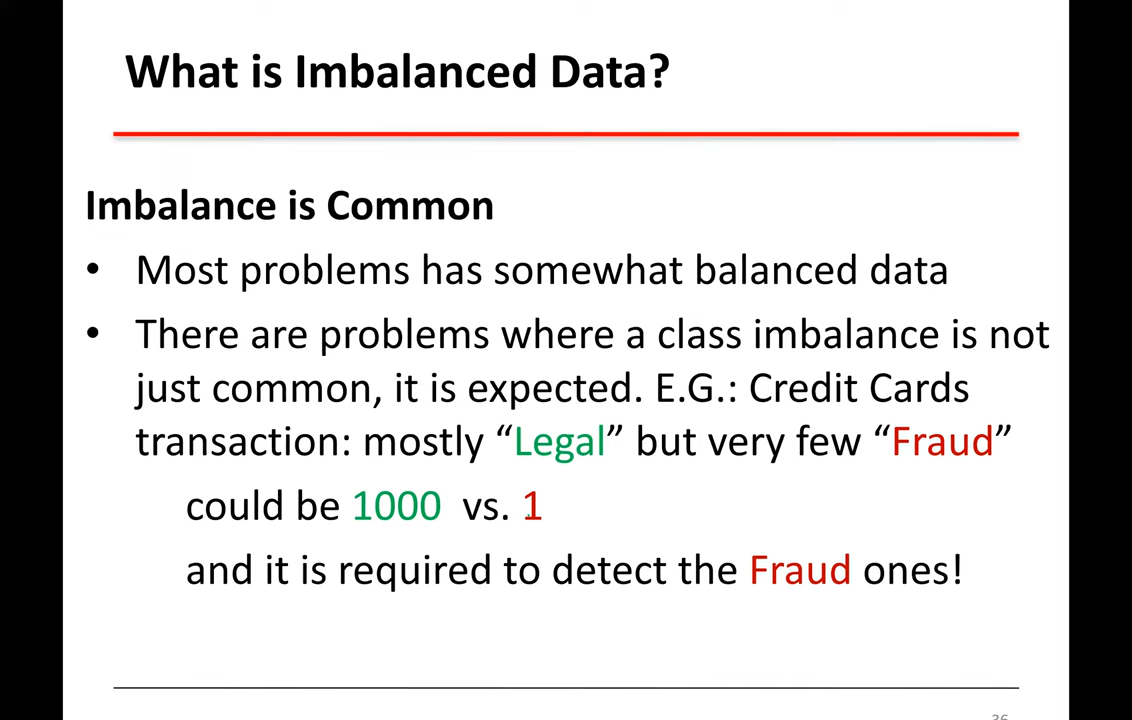 What is Imbalanced Data?
Imbalance is Common
• Most problems has somewhat balanced data
• There are problems where a class imbalance is not
just common, it is expected. E.G.: Credit Cards
transaction: mostly “Legal” but very few “Fraud”
could be 1000 vs. 1
and it is required to detect the Fraud ones!